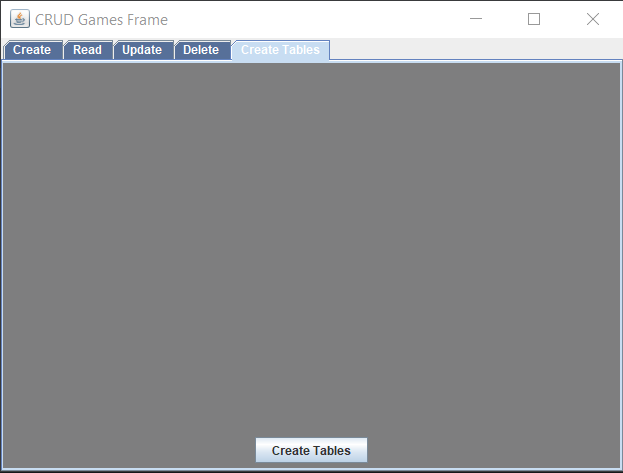 CRUD Games Frame
Create Read Update Delete Create Tables
Create Tables